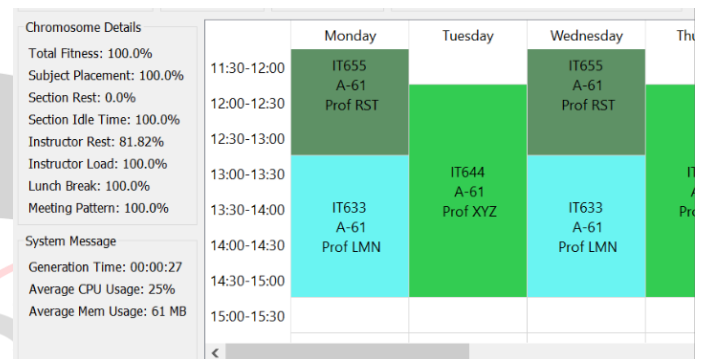 Chromosome Details
Total Fitness: 100.0%
Subject Placement: 100.0%
Section Rest: 0.0%
Section Idle Time: 100.0%
Instructor Rest: 81.82%
Instructor Load: 100.0%
Lunch Break: 100.0%
Meeting Pattern: 100.0%
System Message
Generation Time: 00:00:27
Average CPU Usage: 25%
Average Mem Usage: 61 MB
Monday Tuesday Wednesday
11:30-12:00
12:00-12:30
12:30-13:00
13:00-13:30
13:30-14:00
14:00-14:30
14:30-15:00
15:00-15:30
IT655
A-61
Prof RST
IT633
A-61
Prof LMN
IT644
A-61
Prof XYZ
IT655
A-61
Prof RST
IT633
A-61
Prof LMN